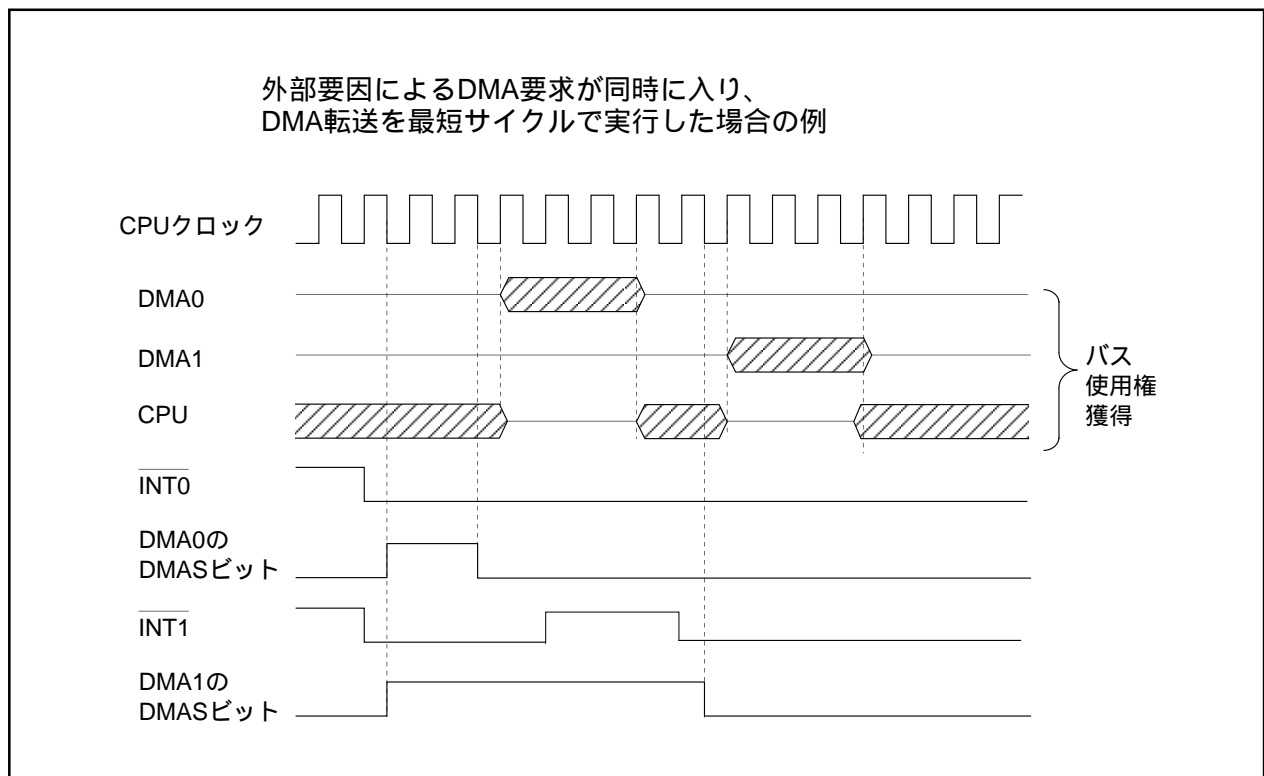 外部要因によるDMA要求が同時に入り、
DMA転送を最短サイクルで実行した場合の例
CPUクロック
DMA0
DMA1
CPU
バス
使用権
獲得
INT0
DMA0の
DMASビット
INT1
DMA1の
DMASビット